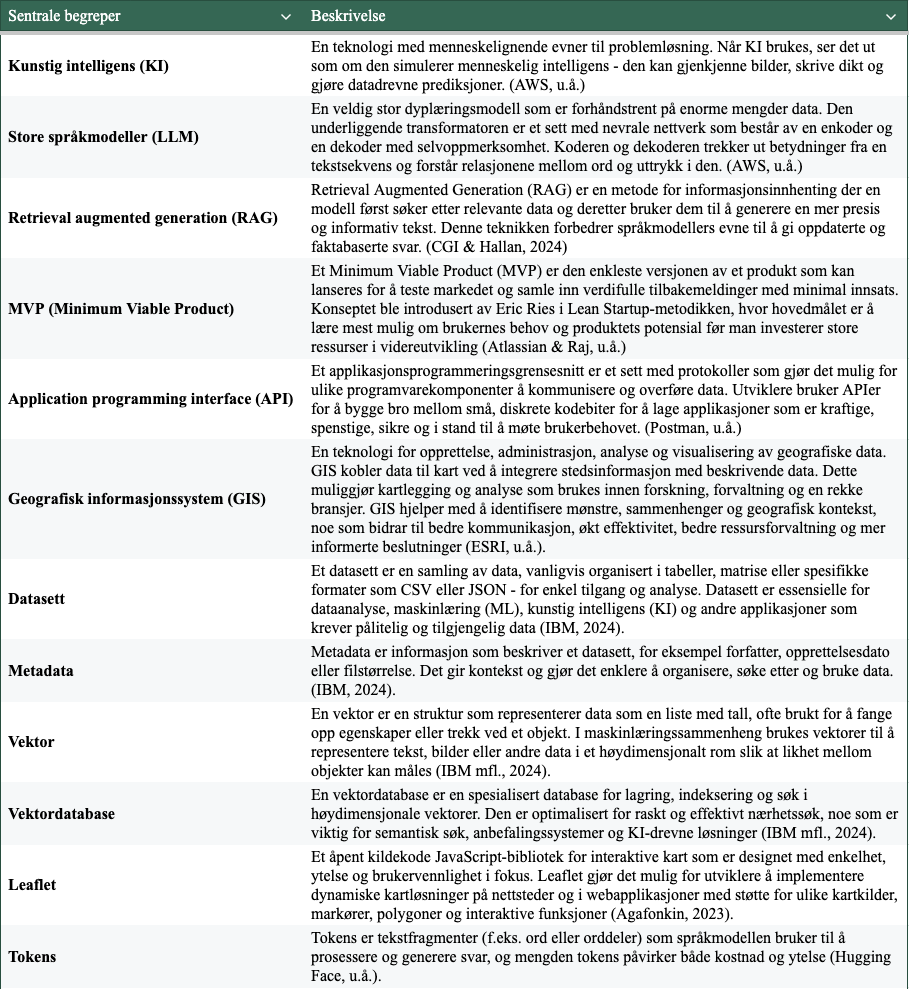 Sentrale begreper
Beskrivelse
Kunstig intelligens (KI)
En teknologi med menneskelignende evner til problemløsning. Når KI brukes, ser det ut
som om den simulerer menneskelig intelligens - den kan gjenkjenne bilder, skrive dikt og
gjøre datadrevne prediksjoner. (AWS, u.å.)
Store språkmodeller (LLM)
En veldig stor dyplæringsmodell som er forhåndstrent på enorme mengder data. Den
underliggende transformatoren er et sett med nevrale nettverk som består av en enkoder og
en dekoder med selvoppmerksomhet. Koderen og dekoderen trekker ut betydninger fra en
tekstsekvens og forstår relasjonene mellom ord og uttrykk i den. (AWS, u.å.)
Retrieval augmented generation (RAG)
Retrieval Augmented Generation (RAG) er en metode for informasjonsinnhenting der en
modell først søker etter relevante data og deretter bruker dem til å generere en mer presis
og informativ tekst. Denne teknikken forbedrer språkmodellers evne til å gi oppdaterte og
faktabaserte svar. (CGI & Hallan, 2024)
MVP (Minimum Viable Product)
Et Minimum Viable Product (MVP) er den enkleste versjonen av et produkt som kan
lanseres for å teste markedet og samle inn verdifulle tilbakemeldinger med minimal innsats.
Konseptet ble introdusert av Eric Ries i Lean Startup-metodikken, hvor hovedmålet er å
lære mest mulig om brukernes behov og produktets potensial før man investerer store
ressurser i videreutvikling (Atlassian & Raj, u.å.)
Application programming interface (API)
Et applikasjonsprogrammeringsgrensesnitt er et sett med protokoller som gjør det mulig for
ulike programvarekomponenter å kommunisere og overføre data. Utviklere bruker APIer
for å bygge bro mellom små, diskrete kodebiter for å lage applikasjoner som er kraftige,
spenstige, sikre og i stand til å møte brukerbehovet. (Postman, u.å.)
Geografisk informasjonssystem (GIS)
En teknologi for opprettelse, administrasjon, analyse og visualisering av geografiske data.
GIS kobler data til kart ved å integrere stedsinformasjon med beskrivende data. Dette
muliggjør kartlegging og analyse som brukes innen forskning, forvaltning og en rekke
bransjer. GIS hjelper med å identifisere mønstre, sammenhenger og geografisk kontekst,
noe som bidrar til bedre kommunikasjon, økt effektivitet, bedre ressursforvaltning og mer
informerte beslutninger (ESRI, u.å.).
Datasett
Et datasett er en samling av data, vanligvis organisert i tabeller, matrise eller spesifikke
formater som CSV eller JSON - for enkel tilgang og analyse. Datasett er essensielle for
dataanalyse, maskinlæring (ML), kunstig intelligens (KI) og andre applikasjoner som
krever pålitelig og tilgjengelig data (IBM, 2024).
Metadata
Metadata er informasjon som beskriver et datasett, for eksempel forfatter, opprettelsesdato
eller filstørrelse. Det gir kontekst og gjør det enklere å organisere, søke etter og bruke data.
(IBM, 2024).
Vektor
En vektor er en struktur som representerer data som en liste med tall, ofte brukt for å fange
opp egenskaper eller trekk ved et objekt. I maskinlæringssammenheng brukes vektorer til å
representere tekst, bilder eller andre data i et høydimensjonalt rom slik at likhet mellom
objekter kan måles (IBM mfl., 2024).
Vektordatabase
En vektordatabase er en spesialisert database for lagring, indeksering og søk i
høydimensjonale vektorer. Den er optimalisert for raskt og effektivt nærhetssøk, noe som er
viktig for semantisk søk, anbefalingssystemer og KI-drevne løsninger (IBM mfl., 2024).
Leaflet
Et åpent kildekode JavaScript-bibliotek for interaktive kart som er designet med enkelhet,
ytelse og brukervennlighet i fokus. Leaflet gjør det mulig for utviklere å implementere
dynamiske kartløsninger på nettsteder og i webapplikasjoner med støtte for ulike kartkilder,
markører, polygoner og interaktive funksjoner (Agafonkin, 2023).
Tokens
Tokens er tekstfragmenter (f.eks. ord eller orddeler) som språkmodellen bruker til å
prosessere og generere svar, og mengden tokens påvirker både kostnad og ytelse (Hugging
Face, u.å.).